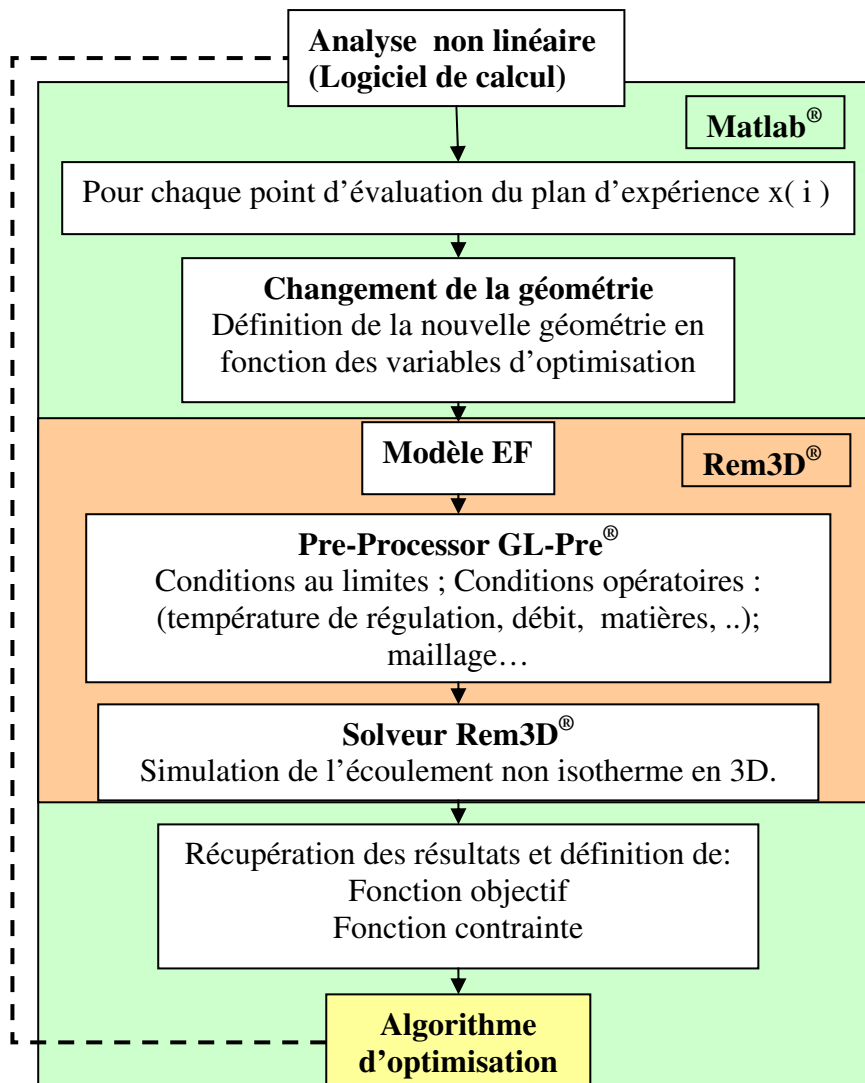 Analyse non linéaire
(Logiciel de calcul)
Matlab®
Pour chaque point d’évaluation du plan d’expérience x( i )
Changement de la géométrie
Définition de la nouvelle géométrie en
fonction des variables d’optimisation
Modèle EF
Rem3D®
Pre-Processor GL-Pre®
Conditions au limites ; Conditions opératoires :
(température de régulation, débit, matières, ..);
maillage…
Solveur Rem3D®
Simulation de l’écoulement non isotherme en 3D.
Récupération des résultats et définition de:
Fonction objectif
Fonction contrainte
Algorithme
d’optimisation